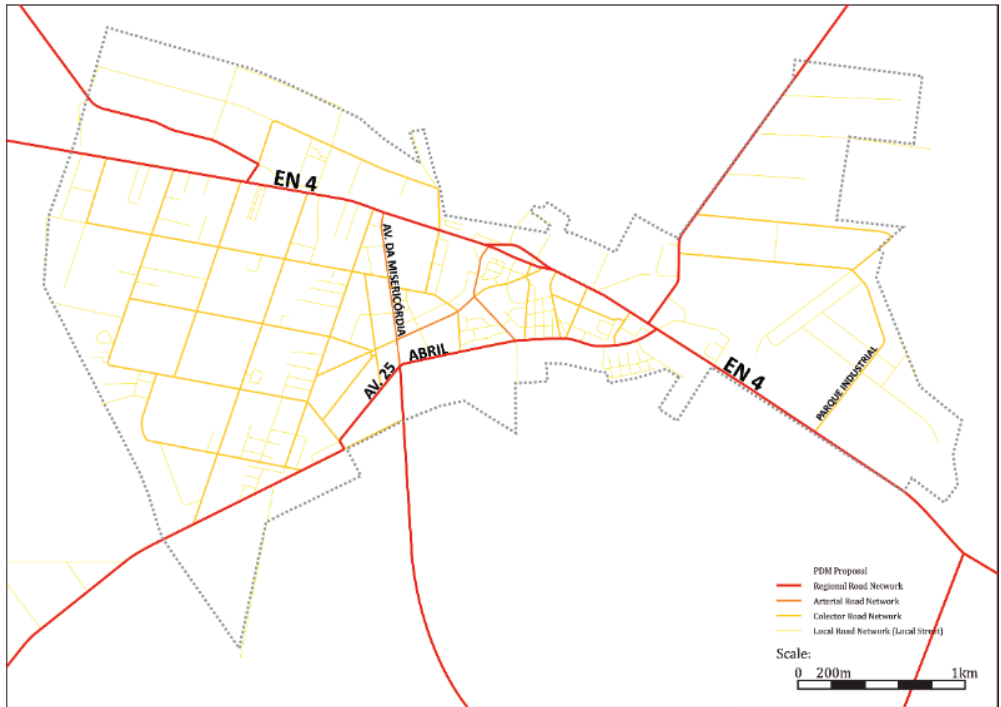 EN 4
AV. DA MISERICÓRDIA
AV. 25
ABRIL
EN 4
PARQUE INDUSTRIAL
PDM Proposal
Regional Road Network
Arterial Road Network
Colector Road Network
Local Road Network (Local Street)
Scale:
0 200m 1km